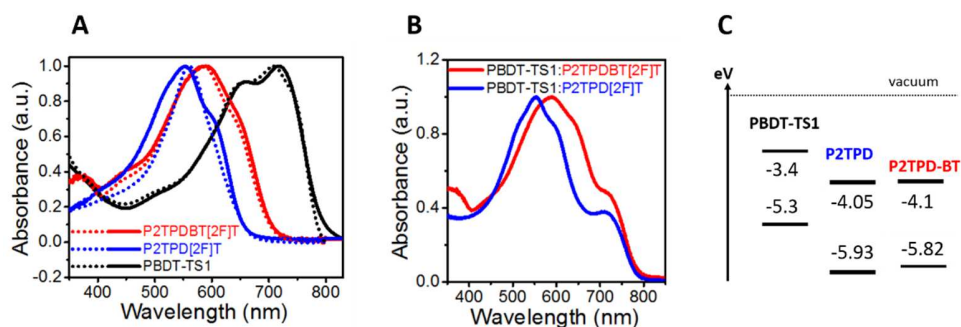 A
Absorbance (a.u.)
1.0
0.8
0.6
0.4
0.2
0.0
-0.2
P2TPDBT[2F]T
P2TPD[2F]T
PBDT-TS1
400 500 600 700 800
Wavelength (nm)
B
Absorbance (a.u.)
1.2
0.8
0.4
0.0
PBDT-TS1:P2TPDBT[2F]T
PBDT-TS1:P2TPD[2F]T
400 500 600 700 800
Wavelength (nm)
C
eV
vacuum
PBDT-TS1
P2TPD
P2TPD-BT
-3.4
-4.05
-4.1
-5.3
-5.93
-5.82